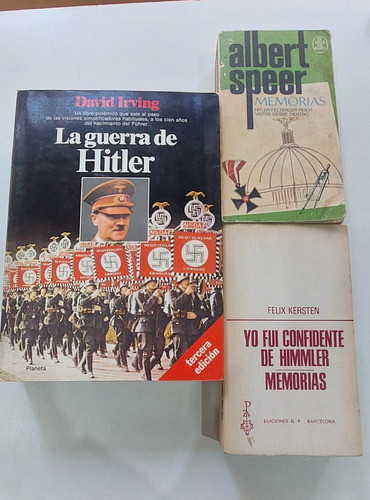 David Irving
Un libro polémico que sale al paso
de las visiones simplificadoras habituales, a los cien años
del nacimiento del Führer.
La guerra de
Hitler
DEUTSCHLAND
ERWACHE
tercera
edición
Planeta
albert
speer
MEMORIAS
HITLER Y EL TERCER REICH
VISTOS DESDE DENTRO
FELIX KERSTEN
YO FUI CONFIDENTE
DE HIMMLER
MEMORIAS
EDICIONES G P - BARCELONA